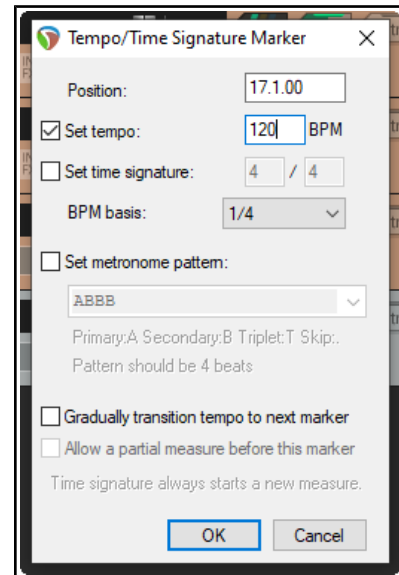 Tempo/Time Signature Marker
Position: 17.1.00
Set tempo: 120 BPM
Set time signature: 4 / 4
BPM basis: 1/4
Set metronome pattern:
ABBB
Primary:A Secondary:B Triplet:T Skip:.
Pattern should be 4 beats
Gradually transition tempo to next marker
Allow a partial measure before this marker
Time signature always starts a new measure.
OK Cancel